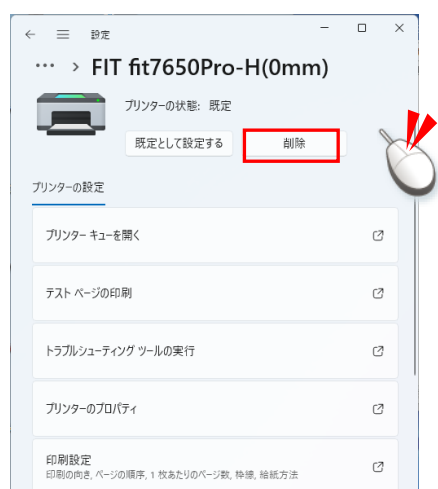 設定
… > FIT fit7650Pro-H(0mm)
プリンターの状態: 既定
既定として設定する 削除
プリンターの設定
プリンター キューを開く
テスト ページの印刷
トラブルシューティング ツールの実行
プリンターのプロパティ
印刷設定
印刷の向き, ページの順序, 1 枚あたりのページ数, 枠線, 給紙方法